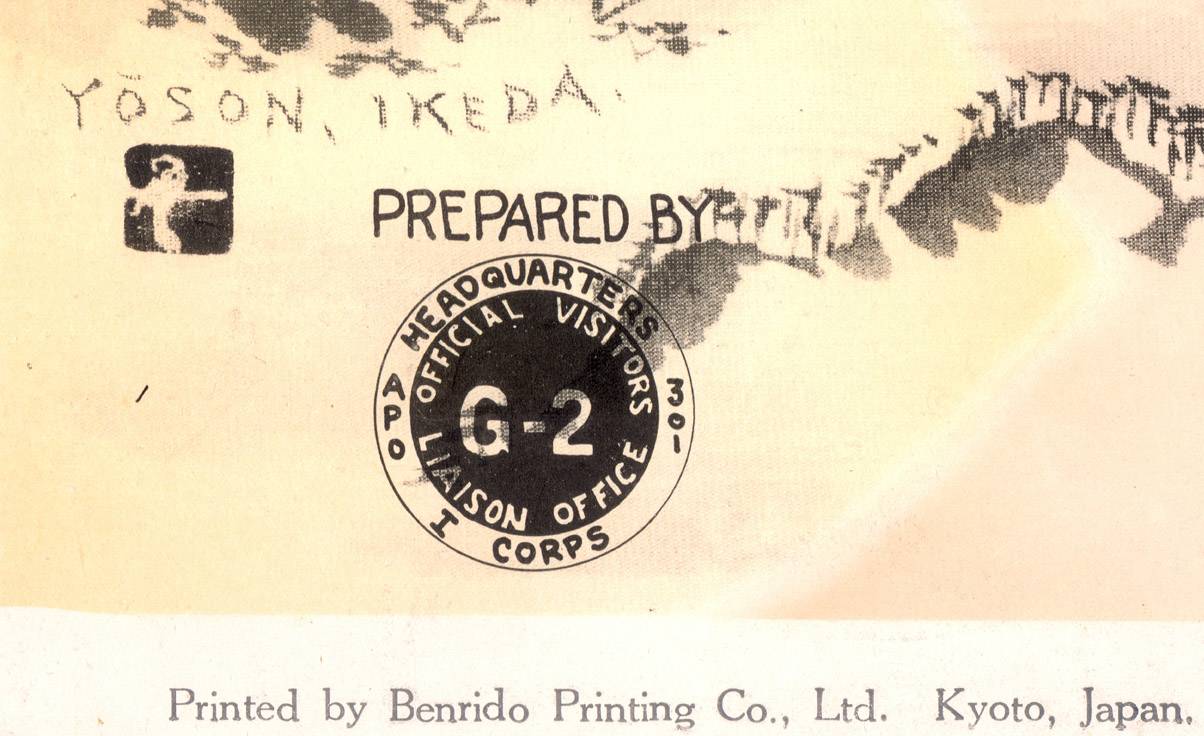 YŌSON, IKEDA.
PREPARED BY
HEADQUARTERS
OFFICIAL VISITORS
APO
G-2
301
LIAISON OFFICE
I CORPS
Printed by Benrido Printing Co., Ltd. Kyoto, Japan.